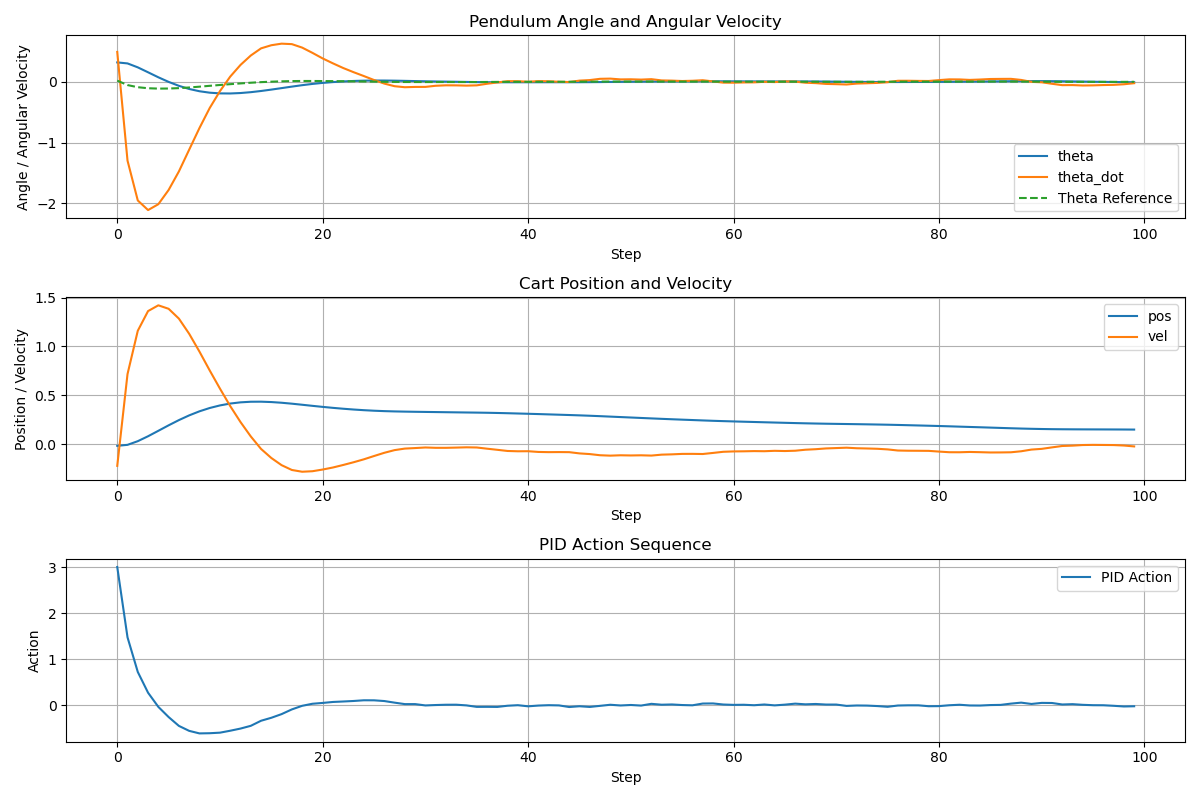 Pendulum Angle and Angular Velocity
Angle / Angular Velocity
0
−1
−2
theta
theta_dot
Theta Reference
0 20 40 60 80 100
Step
Cart Position and Velocity
Position / Velocity
1.5
1.0
0.5
0.0
pos
vel
0 20 40 60 80 100
Step
PID Action Sequence
Action
3
2
1
0
PID Action
0 20 40 60 80 100
Step